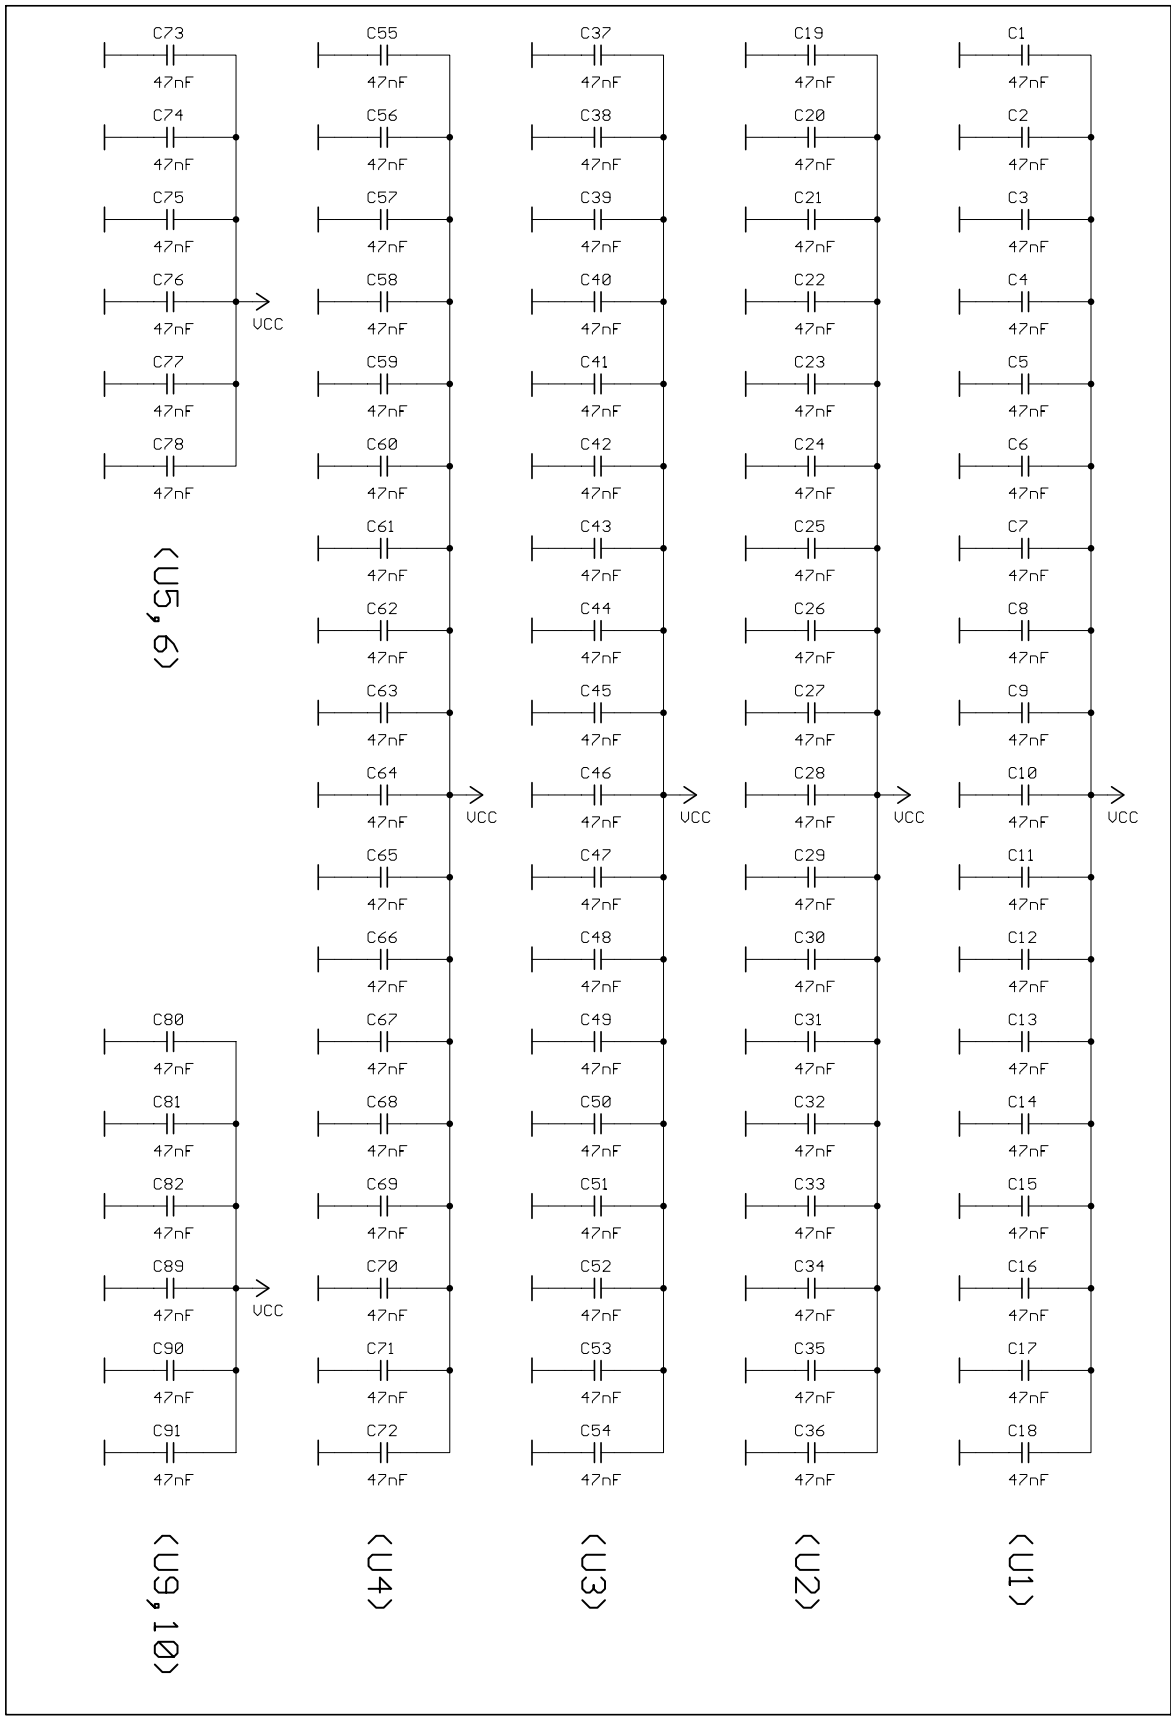 C73 C55 C37 C19 C1
47nF 47nF 47nF 47nF 47nF
C74 C56 C38 C20 C2
47nF 47nF 47nF 47nF 47nF
C75 C57 C39 C21 C3
47nF 47nF 47nF 47nF 47nF
C76 C58 C40 C22 C4
VCC
47nF 47nF 47nF 47nF 47nF
C77 C59 C41 C23 C5
47nF 47nF 47nF 47nF 47nF
C78 C60 C42 C24 C6
47nF 47nF 47nF 47nF 47nF
C61 C43 C25 C7
(U5,6)
47nF 47nF 47nF 47nF
C62 C44 C26 C8
47nF 47nF 47nF 47nF
C63 C45 C27 C9
47nF 47nF 47nF 47nF
C64 C46 C28 C10
VCC VCC VCC VCC
47nF 47nF 47nF 47nF
C65 C47 C29 C11
47nF 47nF 47nF 47nF
C66 C48 C30 C12
47nF 47nF 47nF 47nF
C80 C67 C49 C31 C13
47nF 47nF 47nF 47nF 47nF
C81 C68 C50 C32 C14
47nF 47nF 47nF 47nF 47nF
C82 C69 C51 C33 C15
47nF 47nF 47nF 47nF 47nF
C89 C70 C52 C34 C16
VCC
47nF 47nF 47nF 47nF 47nF
C90 C71 C53 C35 C17
47nF 47nF 47nF 47nF 47nF
C91 C72 C54 C36 C18
47nF 47nF 47nF 47nF 47nF
(U9,10)
(U4)
(U3)
(U2)
(U1)